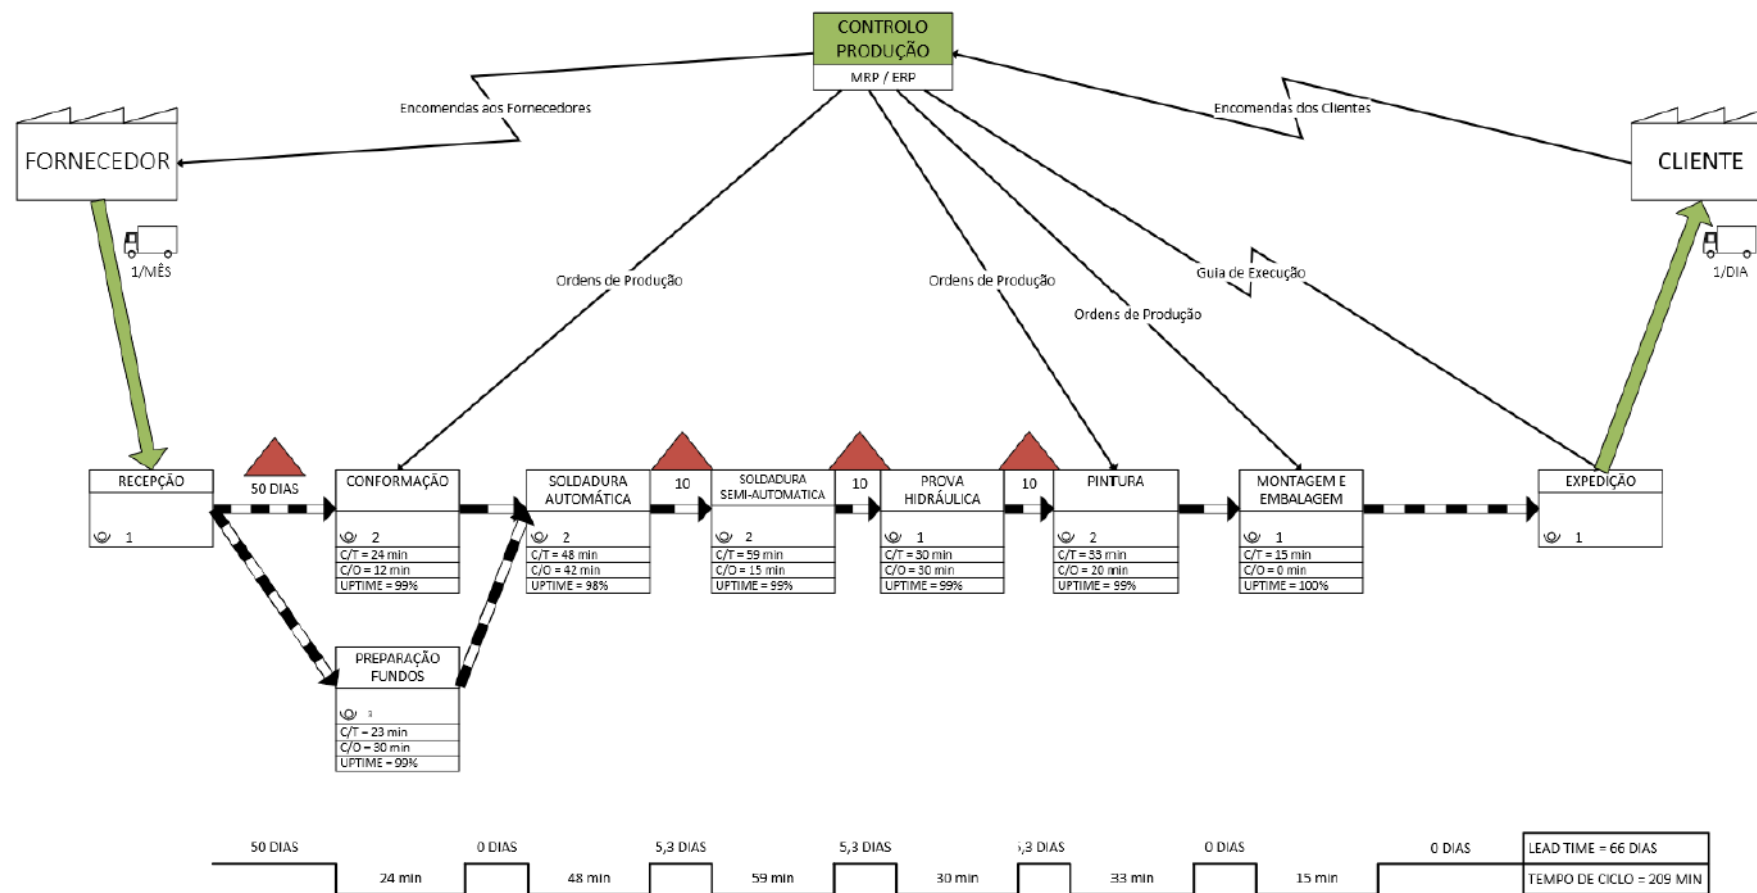 CONTROLO
PRODUÇÃO
MRP / ERP
Encomendas aos Fornecedores
Encomendas dos Clientes
FORNECEDOR
CLIENTE
1/MÊS
1/DIA
Ordens de Produção
Ordens de Produção
Guia de Execução
Ordens de Produção
RECEPÇÃO
1
50 DIAS
CONFORMAÇÃO
2
C/T = 24 min
C/O = 12 min
UPTIME = 99%
SOLDADURA
AUTOMÁTICA
2
C/T = 48 min
C/O = 42 min
UPTIME = 98%
10
SOLDADURA
SEMI-AUTOMATICA
2
C/T = 59 min
C/O = 15 min
UPTIME = 99%
10
PROVA
HIDRÁULICA
1
C/T = 30 min
C/O = 30 min
UPTIME = 99%
10
PINTURA
2
C/T = 33 min
C/O = 20 min
UPTIME = 99%
MONTAGEM E
EMBALAGEM
1
C/T = 15 min
C/O = 0 min
UPTIME = 100%
EXPEDIÇÃO
1
PREPARAÇÃO
FUNDOS
C/T = 23 min
C/O = 30 min
UPTIME = 99%
50 DIAS
0 DIAS
5,3 DIAS
5,3 DIAS
5,3 DIAS
0 DIAS
0 DIAS
LEAD TIME = 66 DIAS
24 min
48 min
59 min
30 min
33 min
15 min
TEMPO DE CICLO = 209 MIN